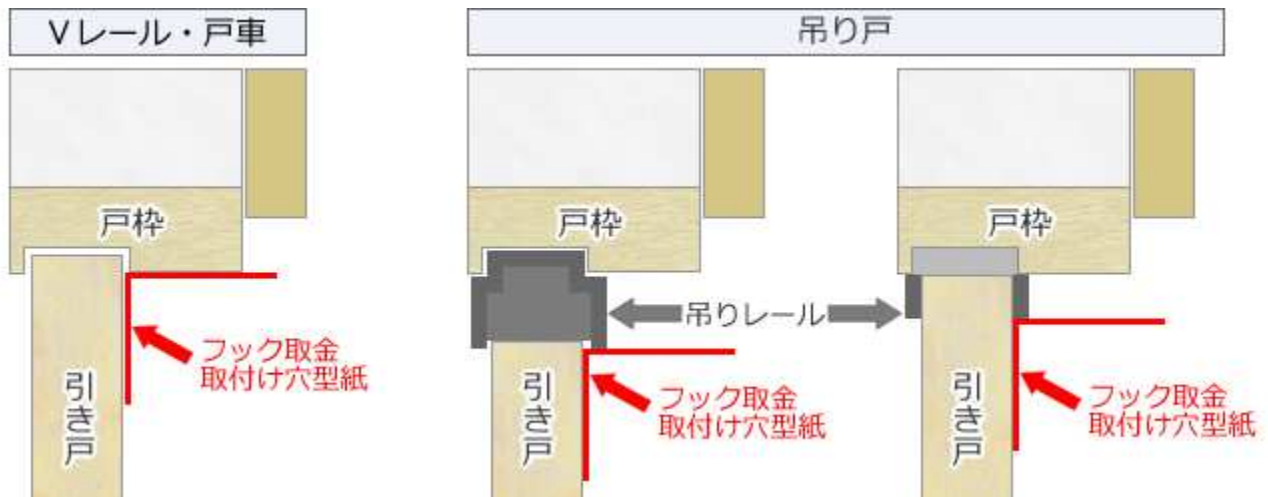 Vレール・戸車
吊り戸
戸枠
戸枠
戸枠
吊りレール
フック取金
取付け穴型紙
フック取金
取付け穴型紙
フック取金
取付け穴型紙
引き戸
引き戸
引き戸